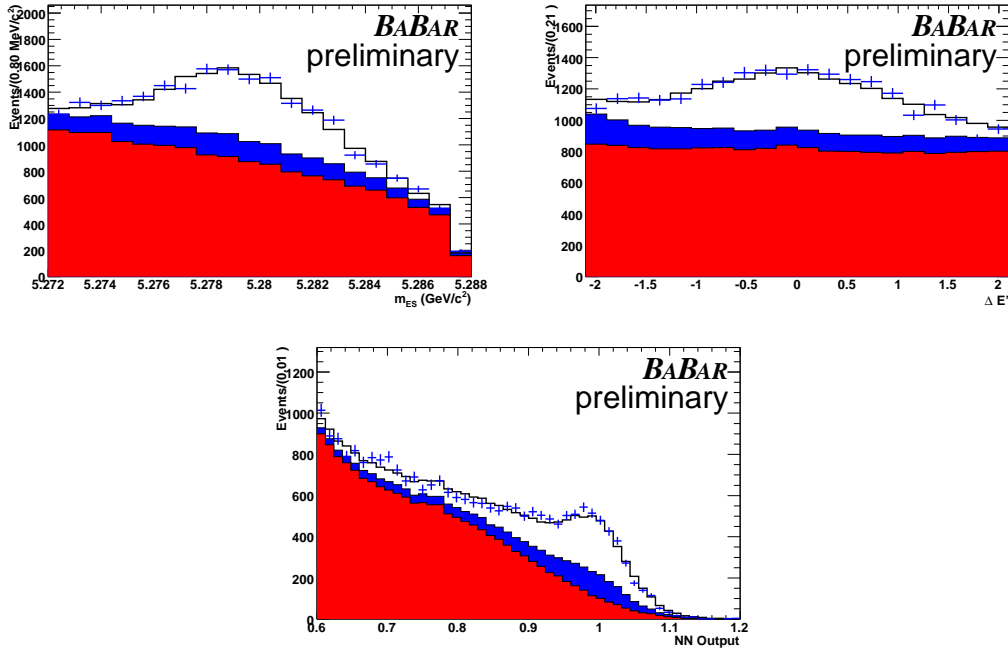 Events/(0.80 MeV/c²)
BABAR
preliminary
2000
1800
1600
1400
1200
1000
800
600
400
200
0
5.272 5.274 5.276 5.278 5.28 5.282 5.284 5.286 5.288
m_ES (GeV/c²)
Events/(0.21)
BABAR
preliminary
1600
1400
1200
1000
800
600
400
200
0
-2 -1.5 -1 -0.5 0 0.5 1 1.5 2
Δ E'
Events/(0.01)
BABAR
preliminary
1200
1000
800
600
400
200
0
0.6 0.7 0.8 0.9 1 1.1 1.2
NN Output